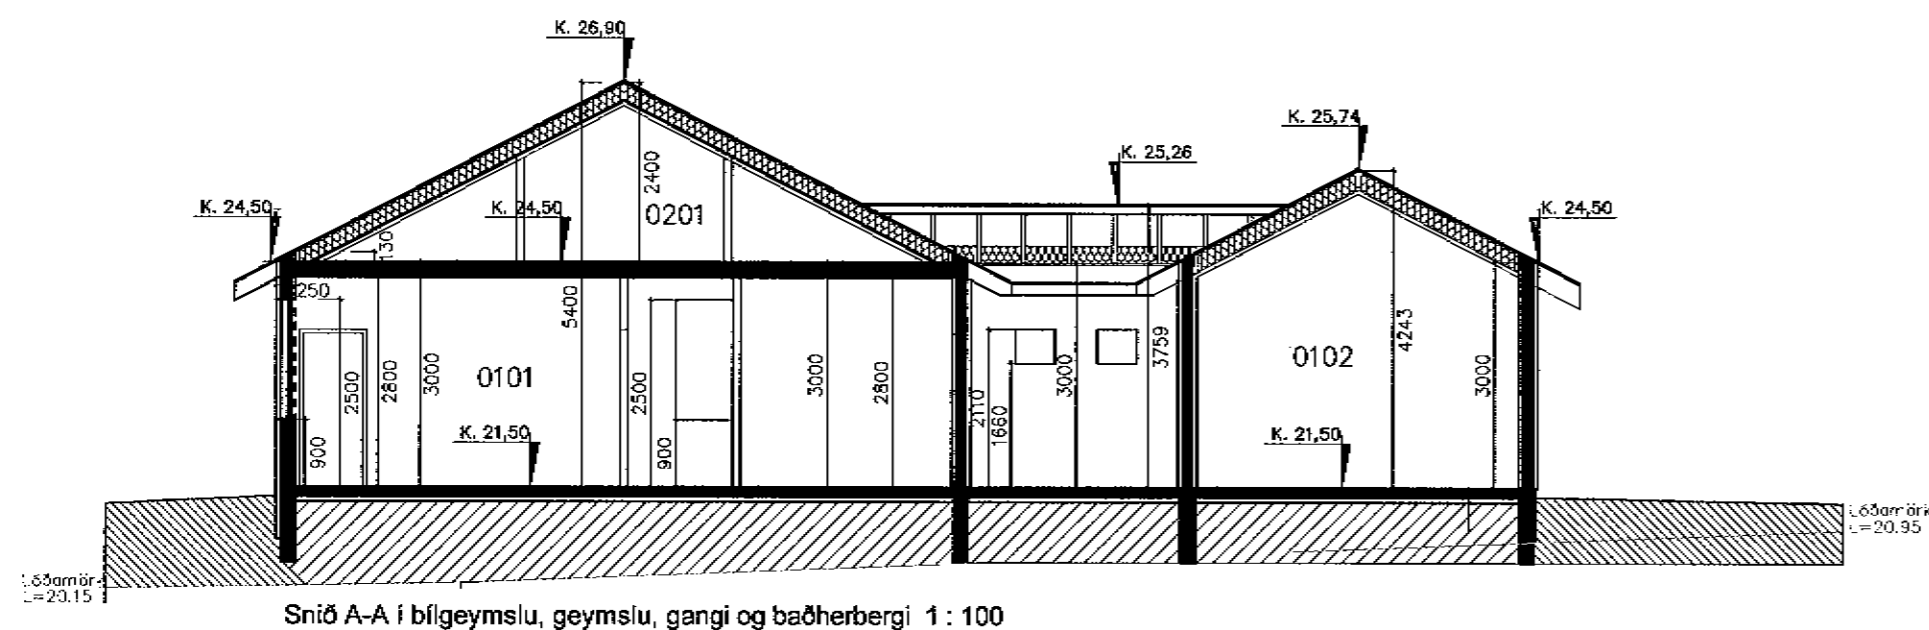 K. 26,90
K. 25,74
K. 25,26
K. 24,50
K. 24,50
K. 24,50
2400
0201
130
250
5400
2500
2800
3000
0101
2500
900
900
K. 21,50
3000
2800
2110
1660
3000
3759
0102
4243
3000
K. 21,50
L=20.95
L=20.15
Snið A-A í bílgeymslu, geymslu, gangi og baðherbergi 1 : 100